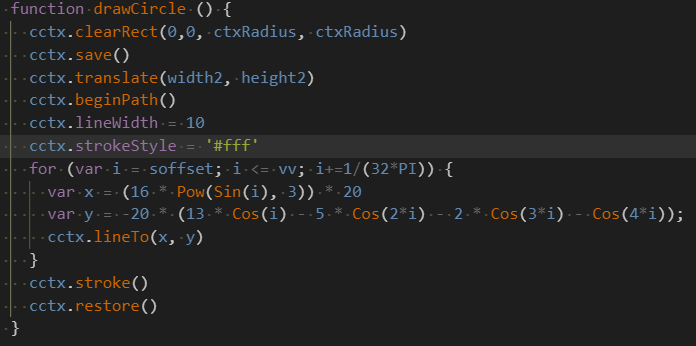 function drawCircle () {
  cctx.clearRect(0,0, ctxRadius, ctxRadius)
  cctx.save()
  cctx.translate(width2, height2)
  cctx.beginPath()
  cctx.lineWidth = 10
  cctx.strokeStyle = '#fff'
  for (var i = soffset; i <= vv; i+=1/(32*PI)) {
    var x = (16 * Pow(Sin(i), 3)) * 20
    var y = -20 * (13 * Cos(i) - 5 * Cos(2*i) - 2 * Cos(3*i) - Cos(4*i));
    cctx.lineTo(x, y)
  }
  cctx.stroke()
  cctx.restore()
}